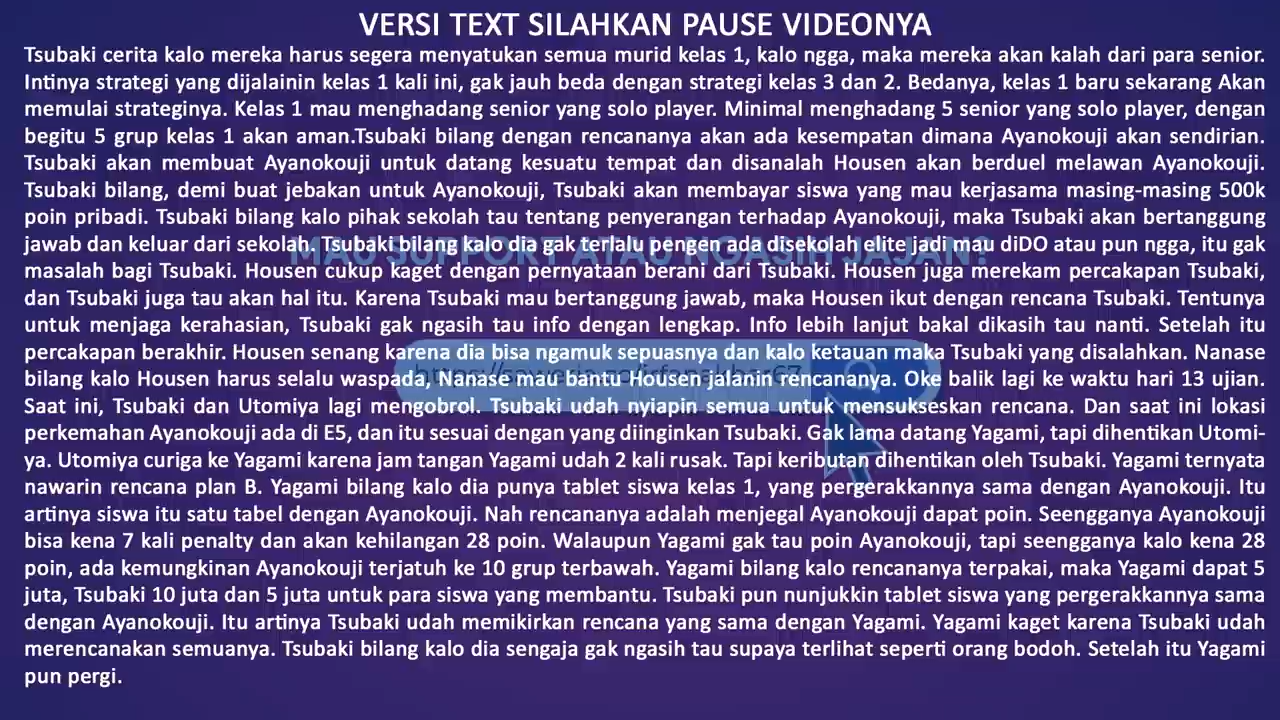 VERSI TEXT SILAHKAN PAUSE VIDEONYA
Tsubaki cerita kalo mereka harus segera menyatukan semua murid kelas 1, kalo ngga, maka mereka akan kalah dari para senior.
Intinya strategi yang dijalainin kelas 1 kali ini, gak jauh beda dengan strategi kelas 3 dan 2. Bedanya, kelas 1 baru sekarang Akan
memulai strateginya. Kelas 1 mau menghadang senior yang solo player. Minimal menghadang 5 senior yang solo player, dengan
begitu 5 grup kelas 1 akan aman.Tsubaki bilang dengan rencananya akan ada kesempatan dimana Ayanokouji akan sendirian.
Tsubaki akan membuat Ayanokouji untuk datang kesuatu tempat dan disanalah Housen akan berduel melawan Ayanokouji.
Tsubaki bilang, demi buat jebakan untuk Ayanokouji, Tsubaki akan membayar siswa yang mau kerjasama masing-masing 500k
poin pribadi. Tsubaki bilang kalo pihak sekolah tau tentang penyerangan terhadap Ayanokouji, maka Tsubaki akan bertanggung
jawab dan keluar dari sekolah. Tsubaki bilang kalo dia gak terlalu pengen ada disekolah elite jadi mau diDO atau pun ngga, itu gak
MAU SUPPORT ATAU NGASIH JAJAN?
masalah bagi Tsubaki. Housen cukup kaget dengan pernyataan berani dari Tsubaki. Housen juga merekam percakapan Tsubaki,
dan Tsubaki juga tau akan hal itu. Karena Tsubaki mau bertanggung jawab, maka Housen ikut dengan rencana Tsubaki. Tentunya
untuk menjaga kerahasian, Tsubaki gak ngasih tau info dengan lengkap. Info lebih lanjut bakal dikasih tau nanti. Setelah itu
percakapan berakhir. Housen senang karena dia bisa ngamuk sepuasnya dan kalo ketauan maka Tsubaki yang disalahkan. Nanase
bilang kalo Housen harus selalu waspada, Nanase mau bantu Housen jalanin rencananya. Oke balik lagi ke waktu hari 13 ujian.
Saat ini, Tsubaki dan Utomiya lagi mengobrol. Tsubaki udah nyiapin semua untuk mensukseskan rencana. Dan saat ini lokasi
perkemahan Ayanokouji ada di E5, dan itu sesuai dengan yang diinginkan Tsubaki. Gak lama datang Yagami, tapi dihentikan Utomi-
ya. Utomiya curiga ke Yagami karena jam tangan Yagami udah 2 kali rusak. Tapi keributan dihentikan oleh Tsubaki. Yagami ternyata
nawarin rencana plan B. Yagami bilang kalo dia punya tablet siswa kelas 1, yang pergerakkannya sama dengan Ayanokouji. Itu
artinya siswa itu satu tabel dengan Ayanokouji. Nah rencananya adalah menjegal Ayanokouji dapat poin. Seengganya Ayanokouji
bisa kena 7 kali penalty dan akan kehilangan 28 poin. Walaupun Yagami gak tau poin Ayanokouji, tapi seengganya kalo kena 28
poin, ada kemungkinan Ayanokouji terjatuh ke 10 grup terbawah. Yagami bilang kalo rencananya terpakai, maka Yagami dapat 5
juta, Tsubaki 10 juta dan 5 juta untuk para siswa yang membantu. Tsubaki pun nunjukkin tablet siswa yang pergerakkannya sama
dengan Ayanokouji. Itu artinya Tsubaki udah memikirkan rencana yang sama dengan Yagami. Yagami kaget karena Tsubaki udah
merencanakan semuanya. Tsubaki bilang kalo dia sengaja gak ngasih tau supaya terlihat seperti orang bodoh. Setelah itu Yagami
pun pergi.